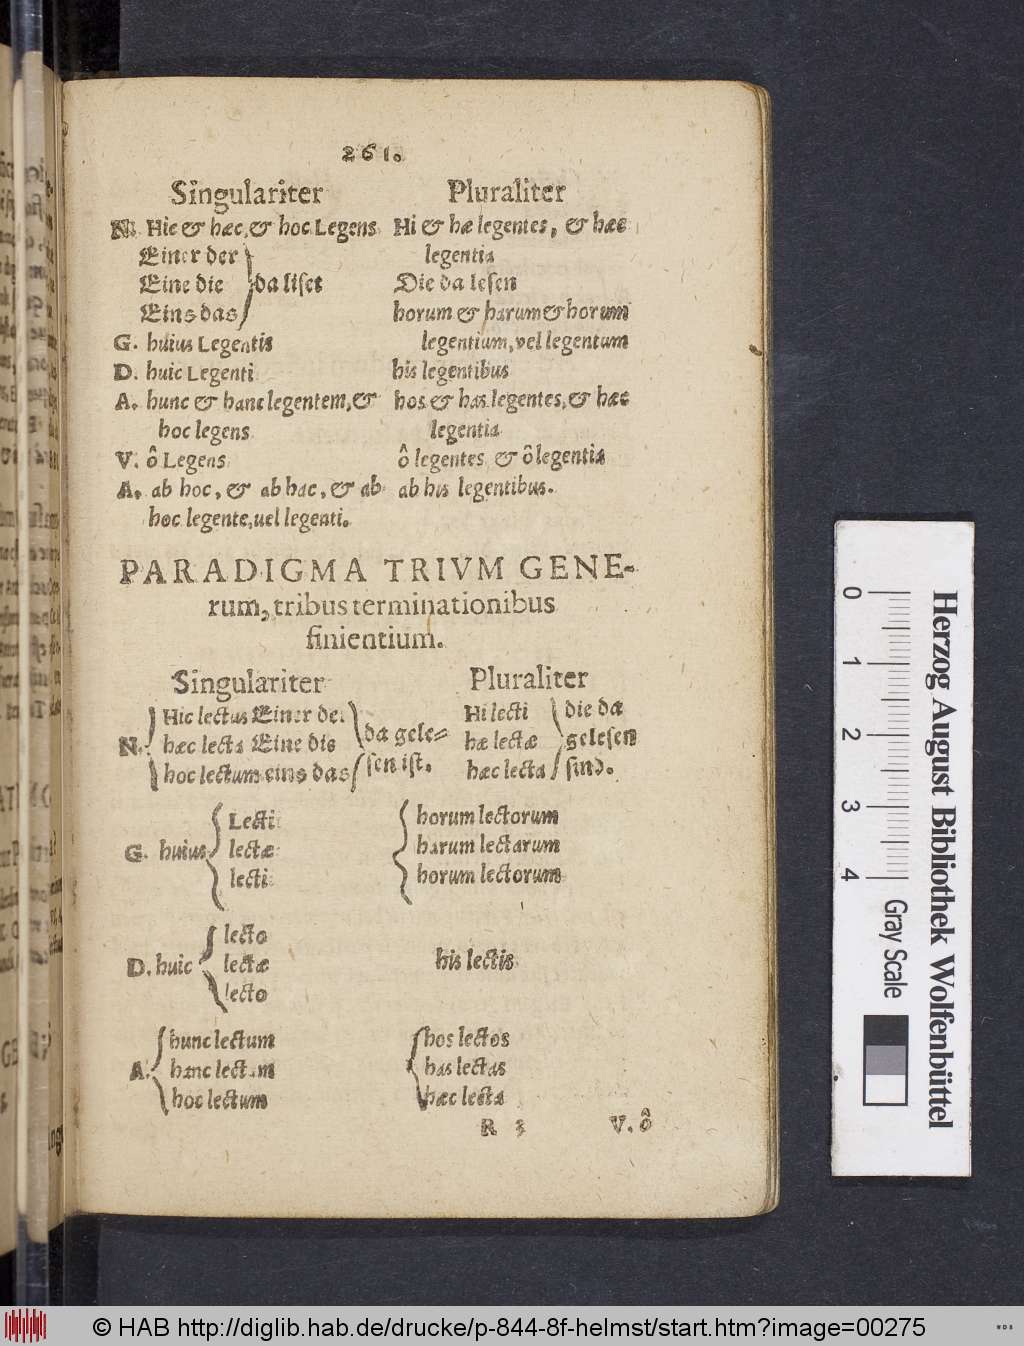 261.
Singulariter Pluraliter
N. Hic & hæc, & hoc Legens Hi & hæ legentes, & hæc
Einer der legentia
Eine die da liset Die da lesen
Eins das horum & harum & horum
G. huius Legentis legentium, vel legentum
D. huic Legenti his legentibus
A. hunc & hanc legentem, & hos & has legentes, & hæc
hoc legens legentia
V. ô Legens ô legentes & ô legentia
A. ab hoc, & ab hac, & ab ab his legentibus.
hoc legente, uel legenti.
PARADIGMA TRIVM GENE-
rum, tribus terminationibus
finientium.
Singulariter Pluraliter
Hic lectus Einer der Hi lecti die da
N. hæc lecta Eine die da gele= hæ lectæ gelesen
hoc lectum eins das sen ist. hæc lecta sind.
Lecti horum lectorum
G. huius lectæ harum lectarum
lecti horum lectorum
lecto
D. huic lectæ his lectis
lecto
hunc lectum hos lectos
A. hanc lectam has lectas
hoc lectum hæc lecta
R 3 V. ô
0 1 2 3 4
Gray Scale
Herzog August Bibliothek Wolfenbüttel
© HAB http://diglib.hab.de/drucke/p-844-8f-helmst/start.htm?image=00275